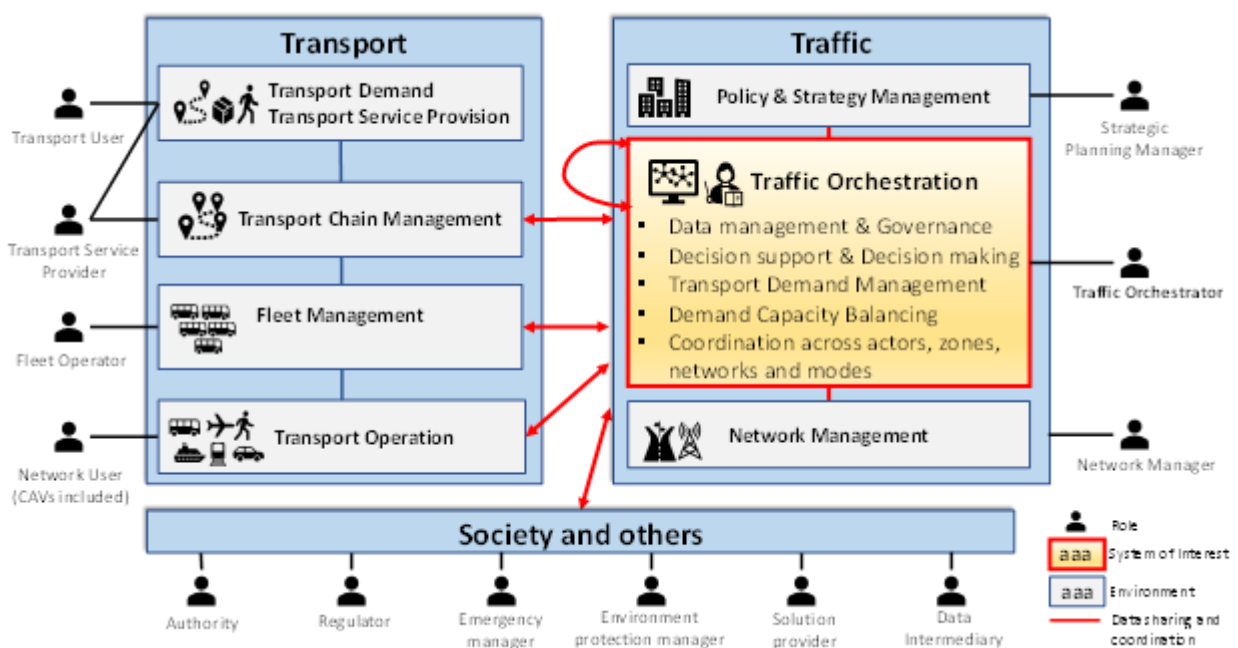 Transport
Transport Demand
Transport Service Provision
Transport Chain Management
Fleet Management
Transport Operation
Transport User
Transport Service
Provider
Fleet Operator
Network User
(CAVs included)
Traffic
Policy & Strategy Management
Traffic Orchestration
▪ Data management & Governance
▪ Decision support & Decision making
▪ Transport Demand Management
▪ Demand Capacity Balancing
▪ Coordination across actors, zones,
networks and modes
Network Management
Strategic
Planning Manager
Traffic Orchestrator
Network Manager
Society and others
Authority
Regulator
Emergency
manager
Environment
protection manager
Solution
provider
Data
Intermediary
Role
aaa System of Interest
aaa Environment
Data sharing and
coordination